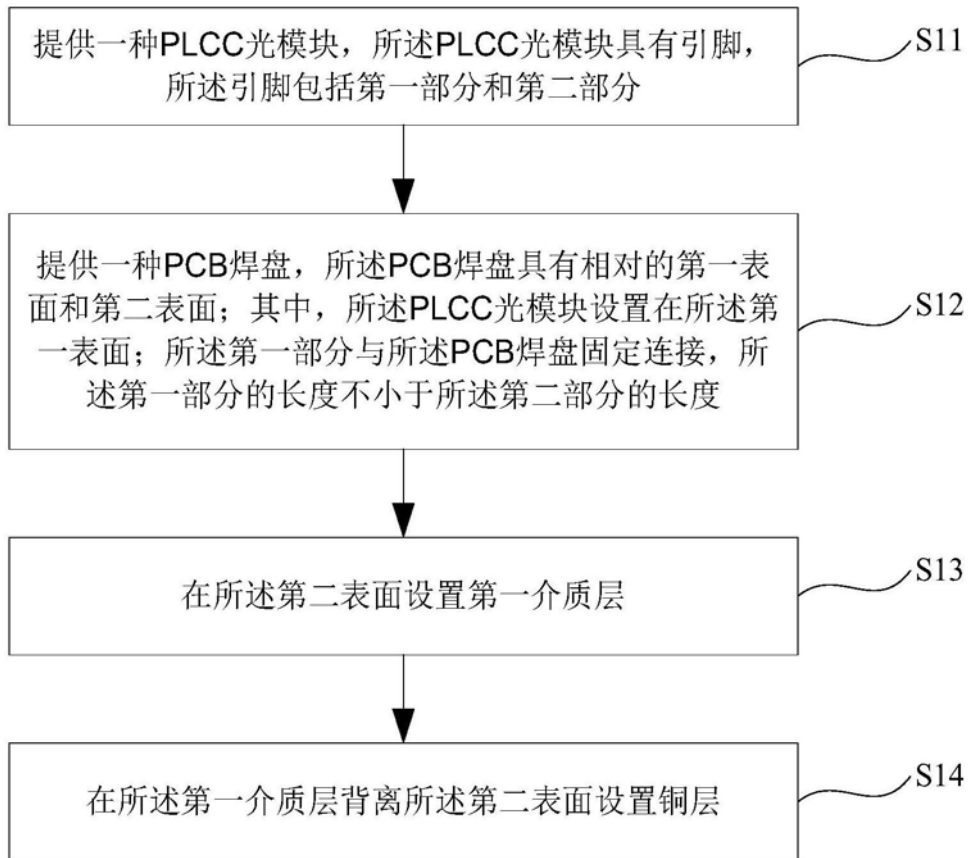 提供一种PLCC光模块，所述PLCC光模块具有引脚，
所述引脚包括第一部分和第二部分
S11
提供一种PCB焊盘，所述PCB焊盘具有相对的第一表
面和第二表面；其中，所述PLCC光模块设置在所述第
一表面；所述第一部分与所述PCB焊盘固定连接，所
述第一部分的长度不小于所述第二部分的长度
S12
在所述第二表面设置第一介质层
S13
在所述第一介质层背离所述第二表面设置铜层
S14